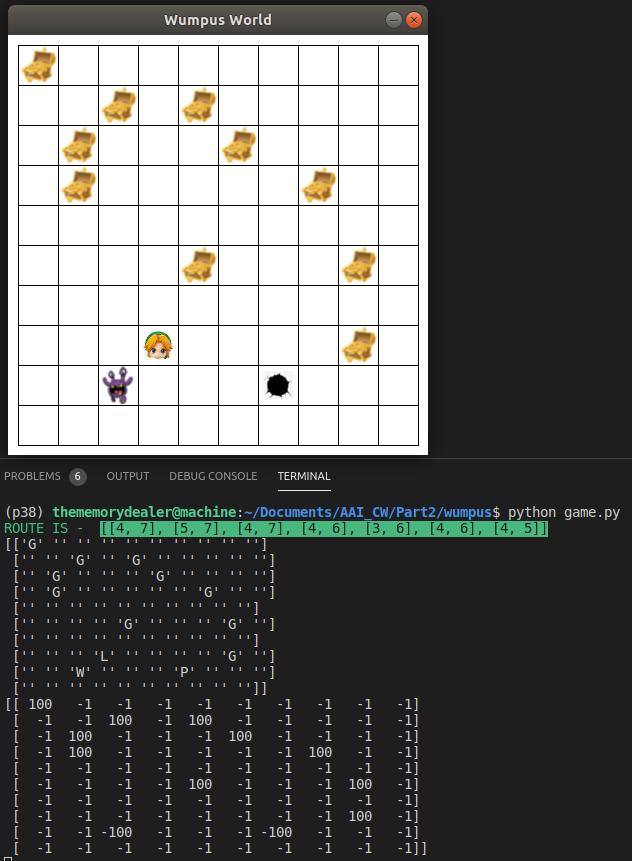 Wumpus World
PROBLEMS 6 OUTPUT DEBUG CONSOLE TERMINAL
(p38) thememorydealer@machine:~/Documents/AAI_CW/Part2/wumpus$ python game.py
ROUTE IS -  [[4, 7], [5, 7], [4, 7], [4, 6], [3, 6], [4, 6], [4, 5]]
[['G' '' '' '' '' '' '' '' '' '']
 ['' '' 'G' '' 'G' '' '' '' '' '']
 ['' 'G' '' '' '' 'G' '' '' '' '']
 ['' 'G' '' '' '' '' '' 'G' '' '']
 ['' '' '' '' '' '' '' '' '' '']
 ['' '' '' '' 'G' '' '' '' 'G' '']
 ['' '' '' '' '' '' '' '' '' '']
 ['' '' '' 'L' '' '' '' '' 'G' '']
 ['' '' 'W' '' '' '' 'P' '' '' '']
 ['' '' '' '' '' '' '' '' '' '']]
[[ 100   -1   -1   -1   -1   -1   -1   -1   -1   -1]
 [  -1   -1  100   -1  100   -1   -1   -1   -1   -1]
 [  -1  100   -1   -1   -1  100   -1   -1   -1   -1]
 [  -1  100   -1   -1   -1   -1   -1  100   -1   -1]
 [  -1   -1   -1   -1   -1   -1   -1   -1   -1   -1]
 [  -1   -1   -1   -1  100   -1   -1   -1  100   -1]
 [  -1   -1   -1   -1   -1   -1   -1   -1   -1   -1]
 [  -1   -1   -1   -1   -1   -1   -1   -1  100   -1]
 [  -1   -1 -100   -1   -1   -1 -100   -1   -1   -1]
 [  -1   -1   -1   -1   -1   -1   -1   -1   -1   -1]]